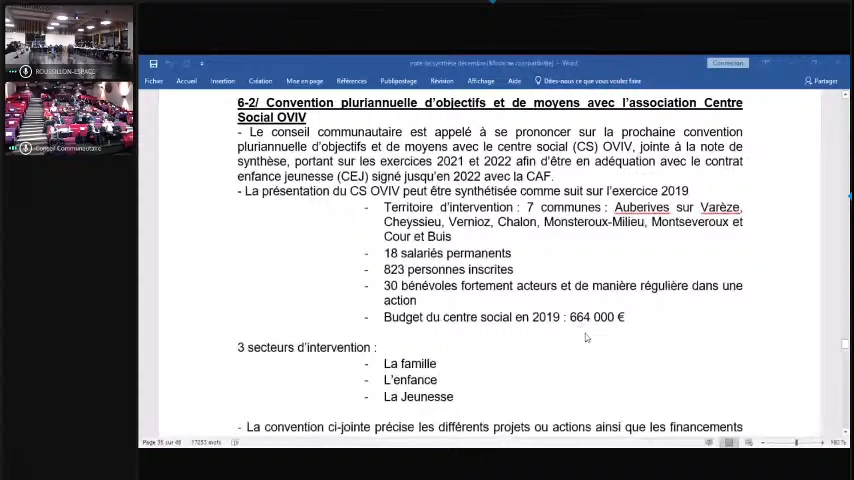 note de synthèse décembre [Mode de compatibilité] - Word
Connexion
Fichier Accueil Insertion Création Mise en page Références Publipostage Révision Affichage Aide Dites-nous ce que vous voulez faire Partager
ROUSSILLON-ESPACE
Conseil Communautaire
6-2/ Convention pluriannuelle d'objectifs et de moyens avec l'association Centre
Social OVIV
- Le conseil communautaire est appelé à se prononcer sur la prochaine convention
pluriannuelle d'objectifs et de moyens avec le centre social (CS) OVIV, jointe à la note de
synthèse, portant sur les exercices 2021 et 2022 afin d'être en adéquation avec le contrat
enfance jeunesse (CEJ) signé jusqu'en 2022 avec la CAF.
- La présentation du CS OVIV peut être synthétisée comme suit sur l'exercice 2019
- Territoire d'intervention : 7 communes : Auberives sur Varèze,
Cheyssieu, Vernioz, Chalon, Monsteroux-Milieu, Montseveroux et
Cour et Buis
- 18 salariés permanents
- 823 personnes inscrites
- 30 bénévoles fortement acteurs et de manière régulière dans une
action
- Budget du centre social en 2019 : 664 000 €
3 secteurs d'intervention :
- La famille
- L'enfance
- La Jeunesse
- La convention ci-jointe précise les différents projets ou actions ainsi que les financements